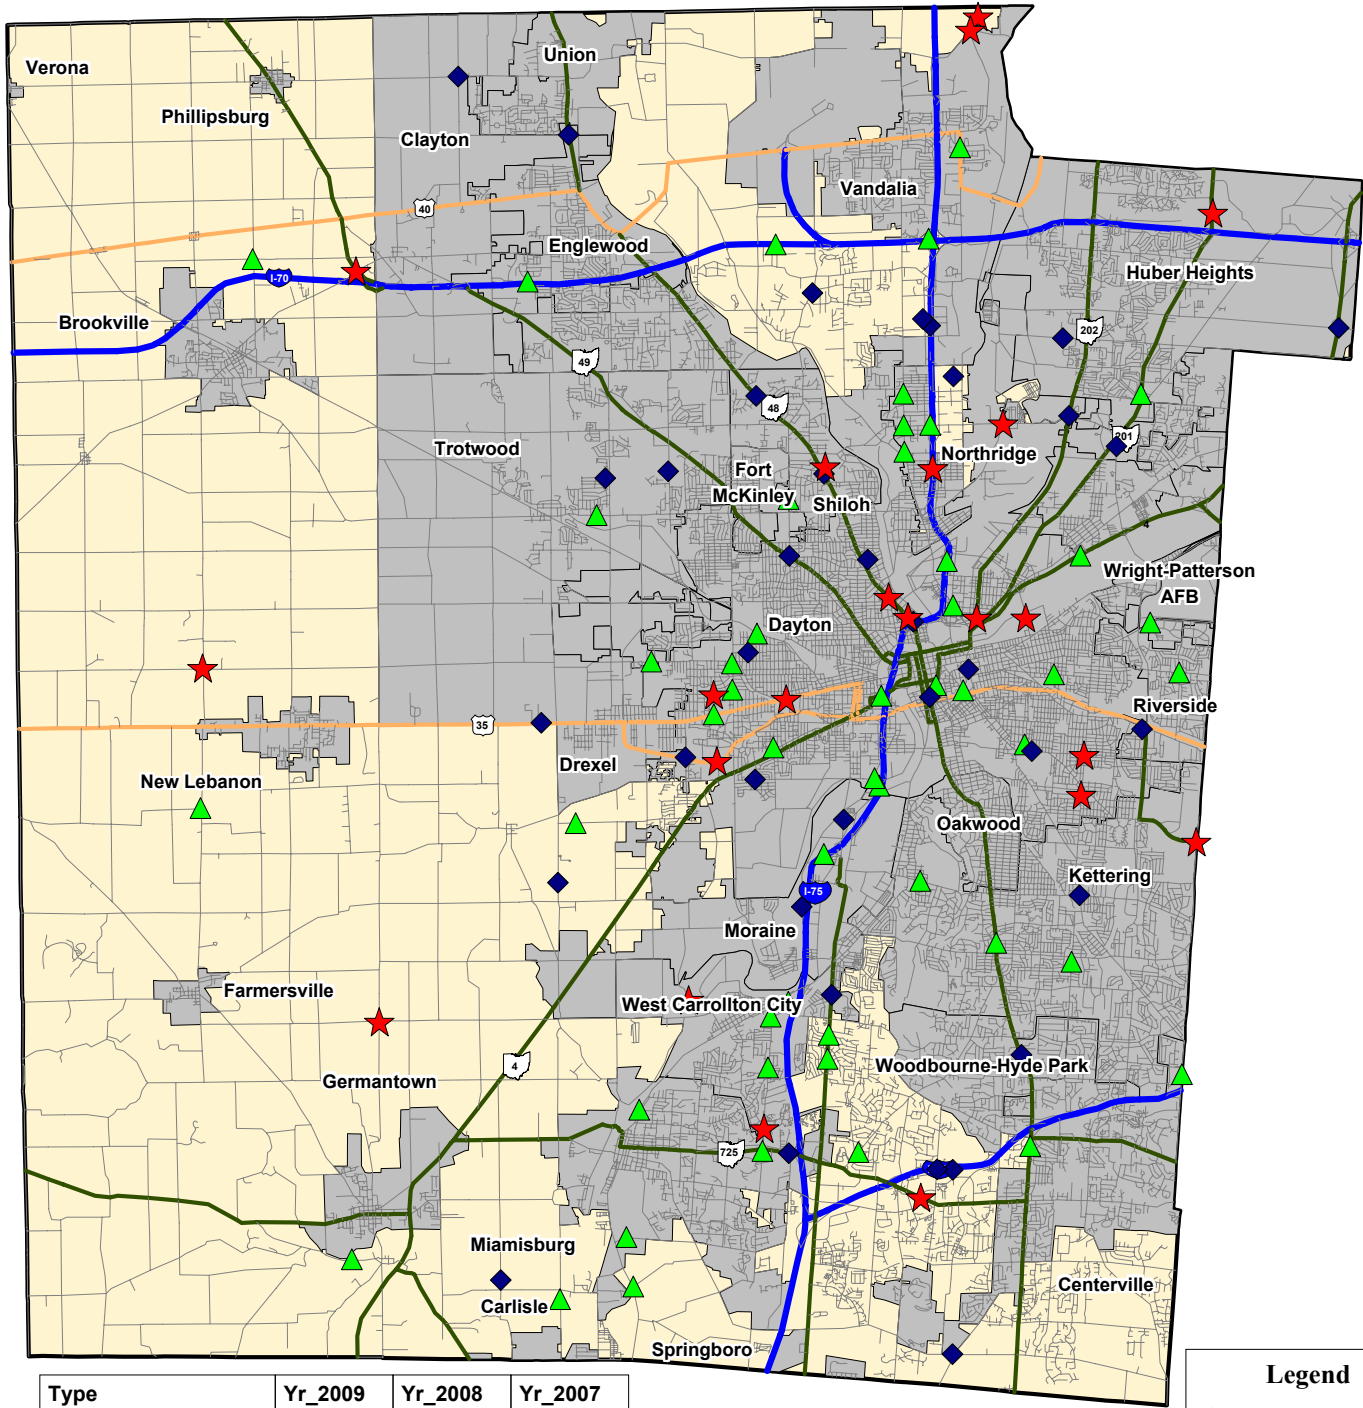 Verona
Union
Phillipsburg
Clayton
Vandalia
40
Englewood
I-70
Huber Heights
Brookville
202
49
48
201
Trotwood
Northridge
Fort
McKinley
Shiloh
Wright-Patterson
AFB
Dayton
Riverside
35
Drexel
New Lebanon
Oakwood
Kettering
I-75
Moraine
Farmersville
West Carrollton City
4
Woodbourne-Hyde Park
Germantown
725
Miamisburg
Centerville
Carlisle
Springboro
Legend
Type Yr_2009 Yr_2008 Yr_2007